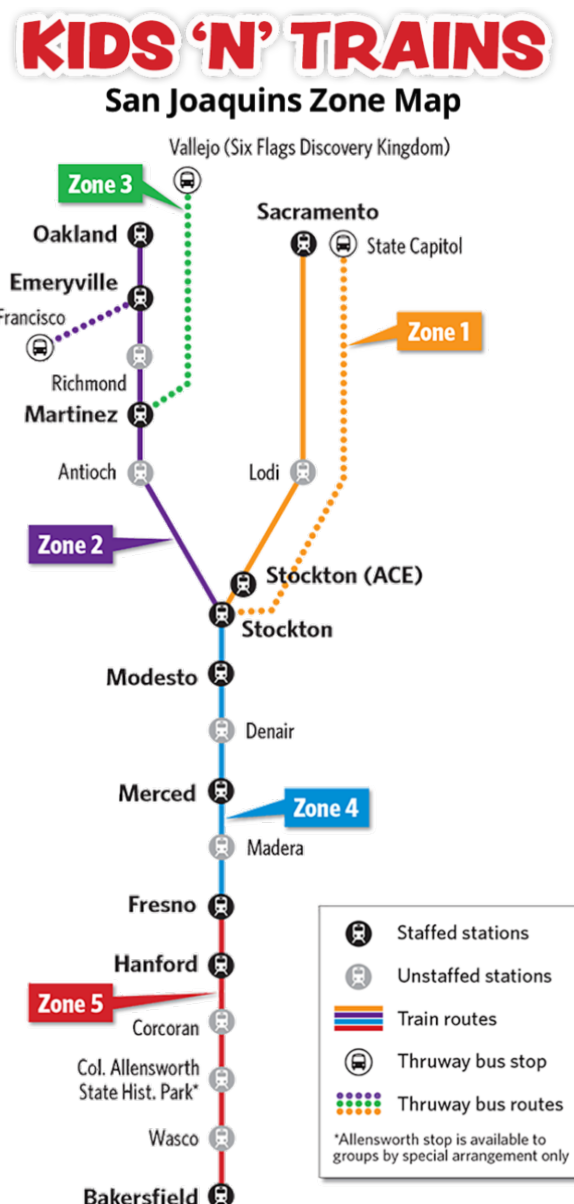 KIDS ‘N’ TRAINS
San Joaquins Zone Map
Vallejo (Six Flags Discovery Kingdom)
Zone 3
Sacramento
Oakland
State Capitol
Emeryville
Francisco
Zone 1
Richmond
Martinez
Antioch
Lodi
Zone 2
Stockton (ACE)
Stockton
Modesto
Denair
Merced
Zone 4
Madera
Fresno
Hanford
Zone 5
Corcoran
Col. Allensworth
State Hist. Park*
Wasco
Bakersfield
Staffed stations
Unstaffed stations
Train routes
Thruway bus stop
Thruway bus routes
*Allensworth stop is available to
groups by special arrangement only